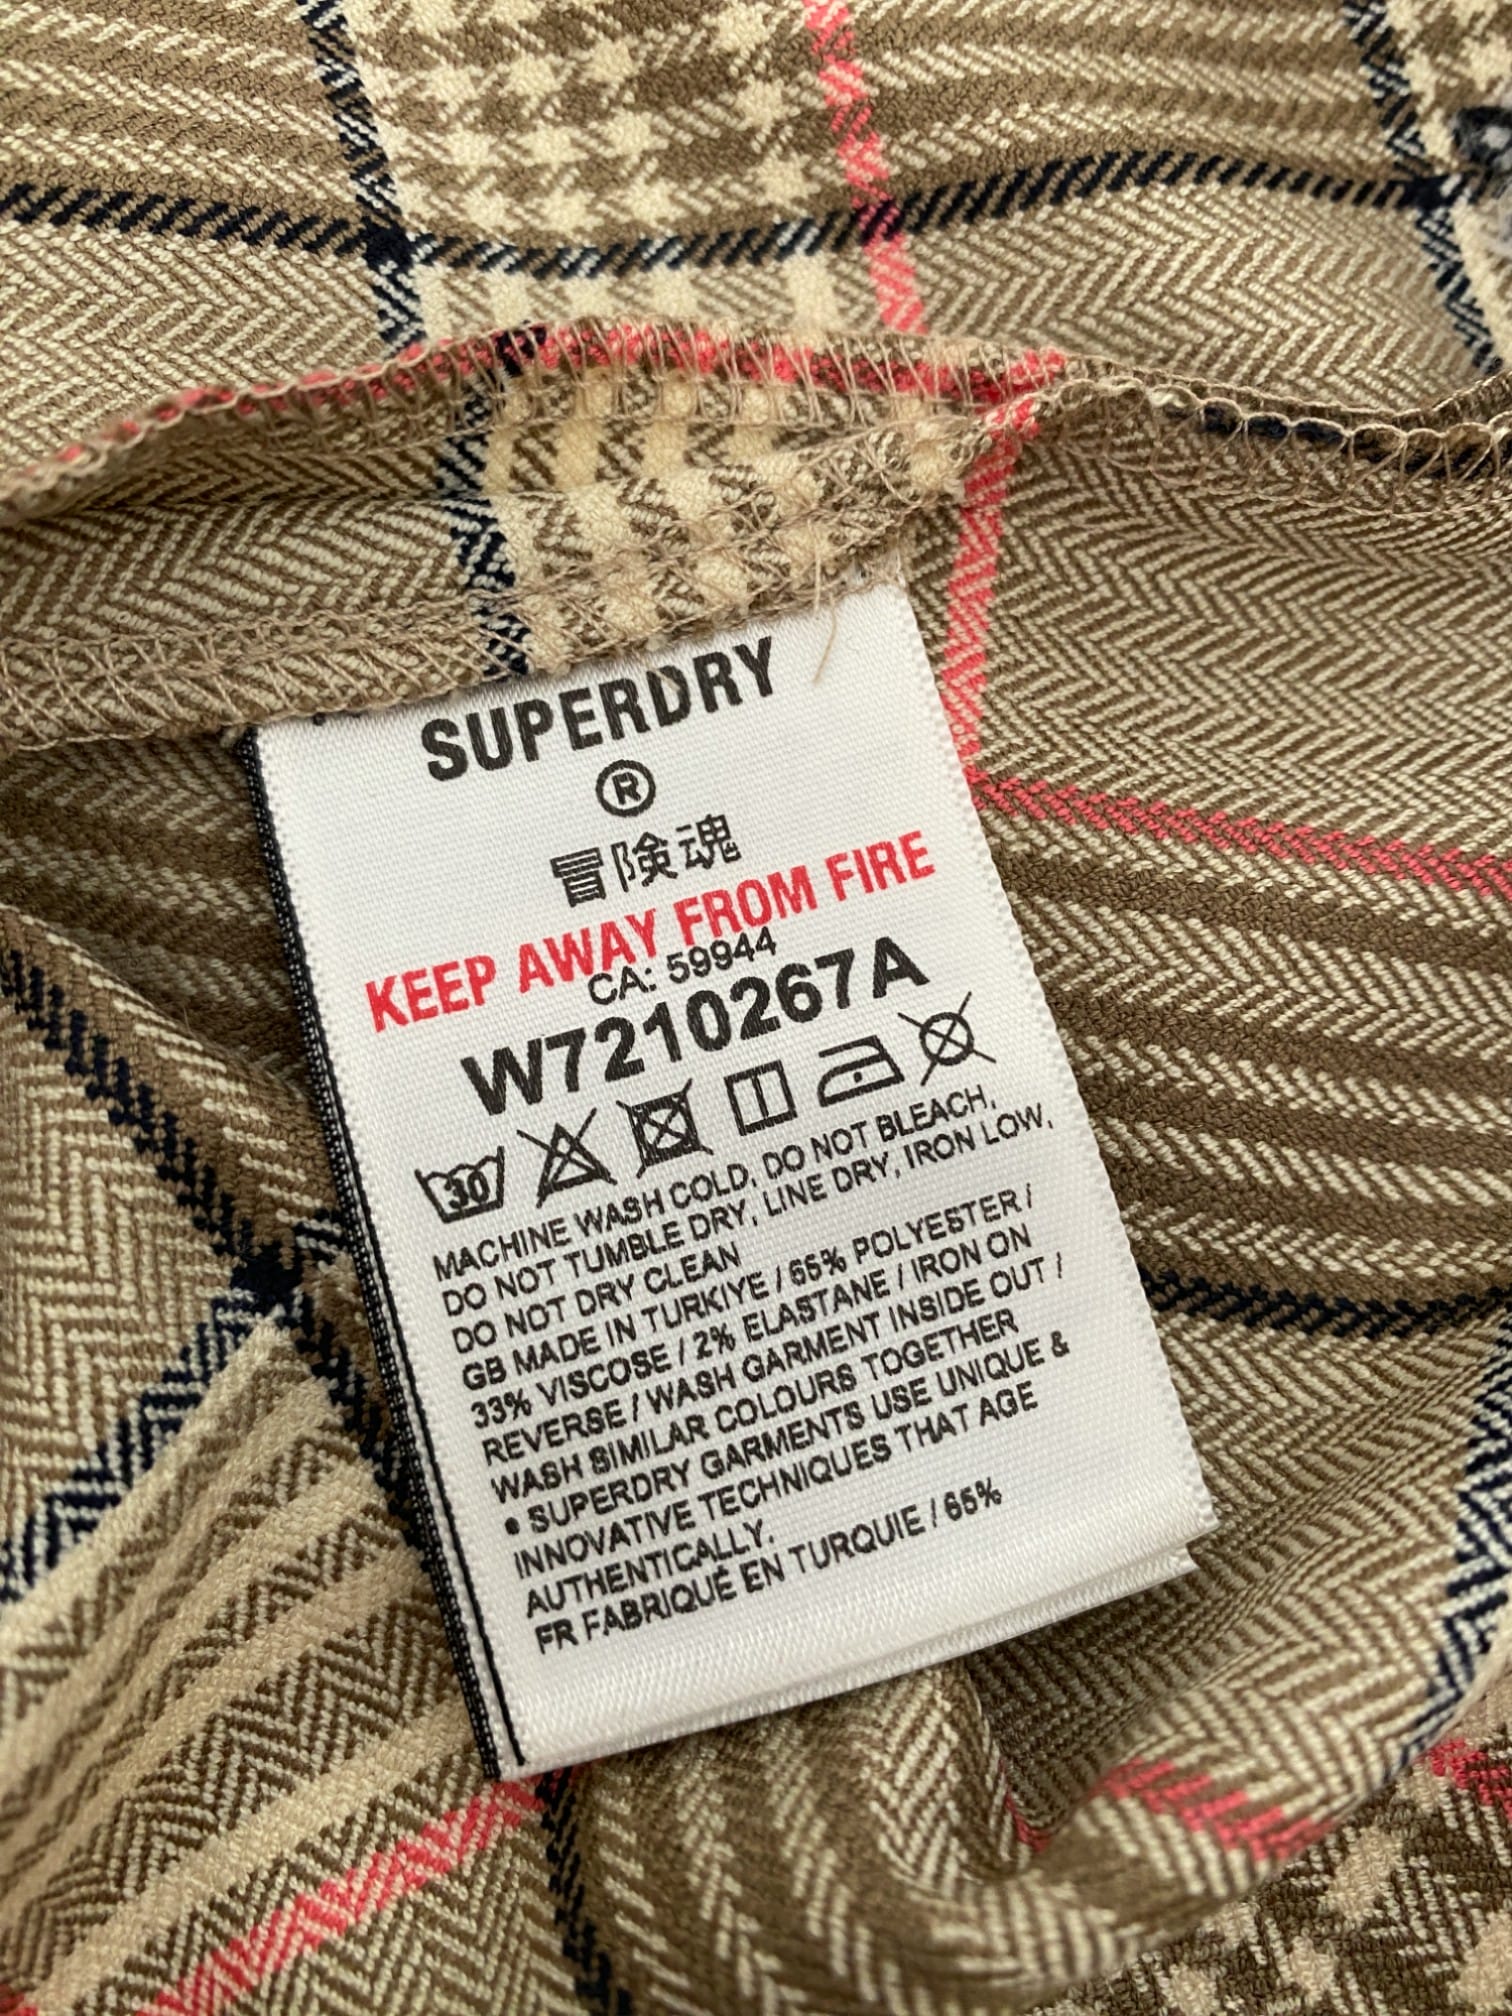 SUPERDRY
®
冒険魂
KEEP AWAY FROM FIRE
CA: 59944
W7210267A
30
MACHINE WASH COLD, DO NOT BLEACH,
DO NOT TUMBLE DRY, LINE DRY, IRON LOW,
DO NOT DRY CLEAN
GB MADE IN TURKIYE / 65% POLYESTER /
33% VISCOSE / 2% ELASTANE / IRON ON
REVERSE / WASH GARMENT INSIDE OUT /
WASH SIMILAR COLOURS TOGETHER
• SUPERDRY GARMENTS USE UNIQUE &
INNOVATIVE TECHNIQUES THAT AGE
AUTHENTICALLY.
FR FABRIQUÉ EN TURQUIE / 65%